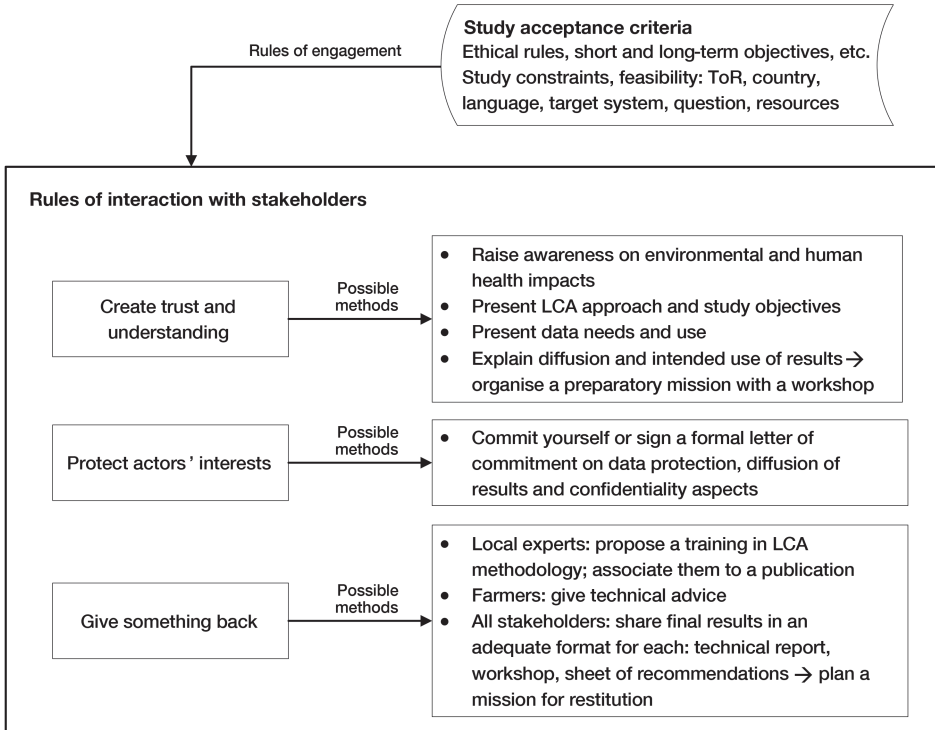 Study acceptance criteria
Ethical rules, short and long-term objectives, etc.
Study constraints, feasibility: ToR, country,
language, target system, question, resources
Rules of engagement
Rules of interaction with stakeholders
Create trust and
understanding
Possible
methods
• Raise awareness on environmental and human
health impacts
• Present LCA approach and study objectives
• Present data needs and use
• Explain diffusion and intended use of results →
organise a preparatory mission with a workshop
Protect actors ' interests
Possible
methods
• Commit yourself or sign a formal letter of
commitment on data protection, diffusion of
results and confidentiality aspects
Give something back
Possible
methods
• Local experts: propose a training in LCA
methodology; associate them to a publication
• Farmers: give technical advice
• All stakeholders: share final results in an
adequate format for each: technical report,
workshop, sheet of recommendations → plan a
mission for restitution